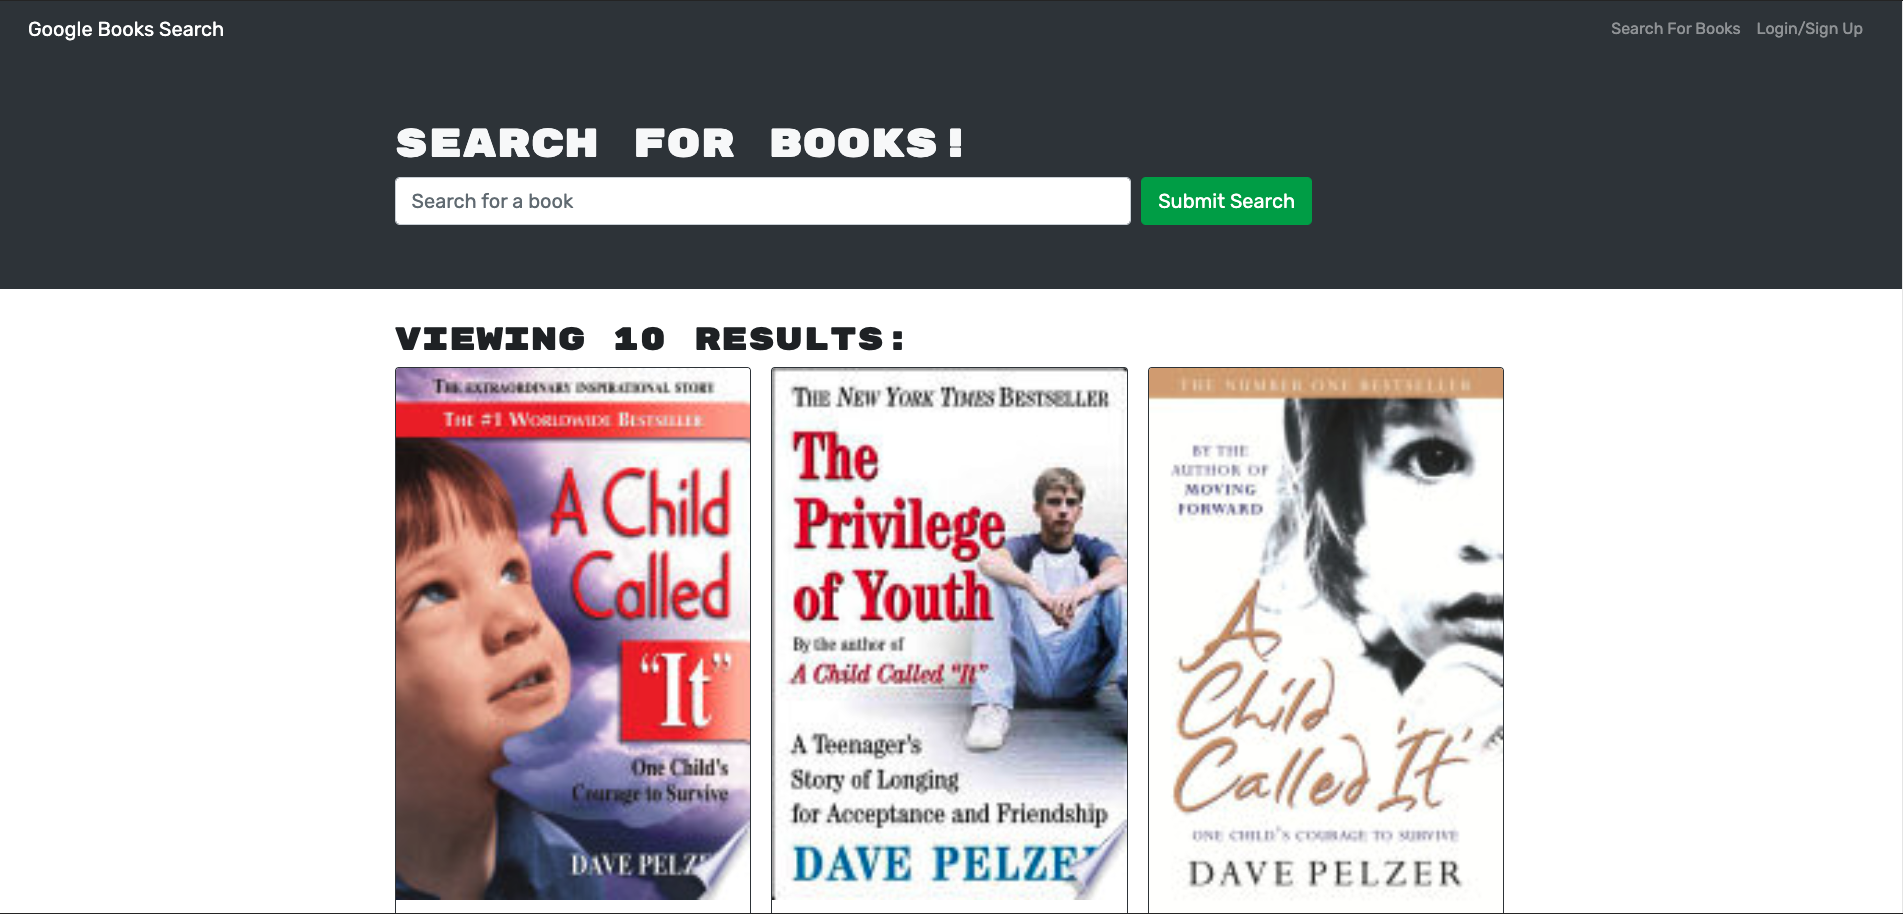 Google Books Search
Search For Books Login/Sign Up
SEARCH FOR BOOKS!
Search for a book
Submit Search
VIEWING 10 RESULTS:
THE EXTRAORDINARY INSPIRATIONAL STORY
THE #1 WORLDWIDE BESTSELLER
A Child
Called
"It"
One Child's
Courage to Survive
DAVE PELZ
THE NEW YORK TIMES BESTSELLER
The
Privilege
of Youth
By the author of
A Child Called "It"
A Teenager's
Story of Longing
for Acceptance and Friendship
DAVE PELZE
THE NUMBER ONE BESTSELLER
BY THE
AUTHOR OF
MOVING
FORWARD
A
Child
Called 'It'
ONE CHILD'S COURAGE TO SURVIVE
DAVE PELZER